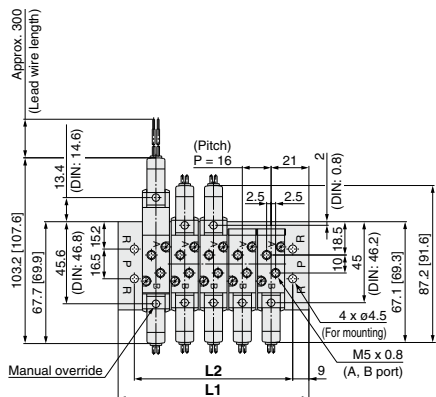 Approx. 300
(Lead wire length)
13.4
(DIN: 14.6)
(Pitch)
P = 16
21
2
(DIN: 0.8)
2.5
2.5
103.2 [107.6]
67.7 [69.9]
45.6
(DIN: 46.8)
15.2
16.5
R
P
R
A
A
A
A
A
B
B
B
B
B
R
P
R
18.5
10
45
(DIN: 46.2)
67.1 [69.3]
87.2 [91.6]
4 x ø4.5
(For mounting)
M5 x 0.8
(A, B port)
Manual override
L2
9
L1